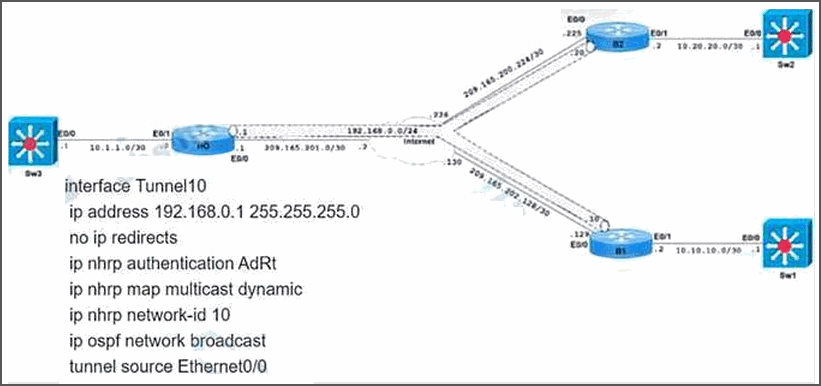 E0/0
.225
B2
E0/1
.2
10.20.20.0/30
E0/0
.1
Sw2
.20
209.165.200.224/30
.226
192.168.0.0/24
Internet
E0/0
.1
10.1.1.0/30
E0/1
.2
HQ
.1
.1
E0/0
209.165.201.0/30
.2
Sw3
.130
209.165.202.128/30
.10
.129
E0/0
B1
E0/1
.2
10.10.10.0/30
E0/0
.1
Sw1
interface Tunnel10
ip address 192.168.0.1 255.255.255.0
no ip redirects
ip nhrp authentication AdRt
ip nhrp map multicast dynamic
ip nhrp network-id 10
ip ospf network broadcast
tunnel source Ethernet0/0